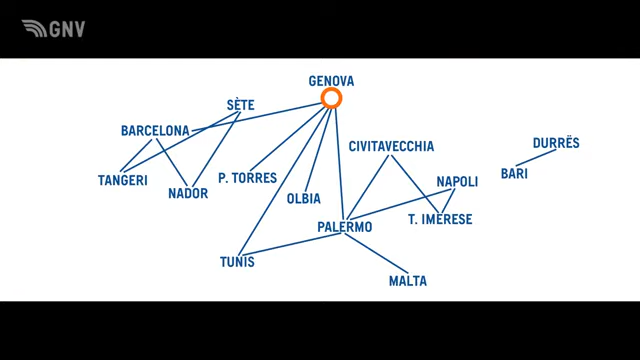 GNV
GENOVA
SÈTE
BARCELONA
CIVITAVECCHIA
DURRËS
TANGERI
NADOR
P. TORRES
OLBIA
NAPOLI
BARI
PALERMO
T. IMERESE
TUNIS
MALTA